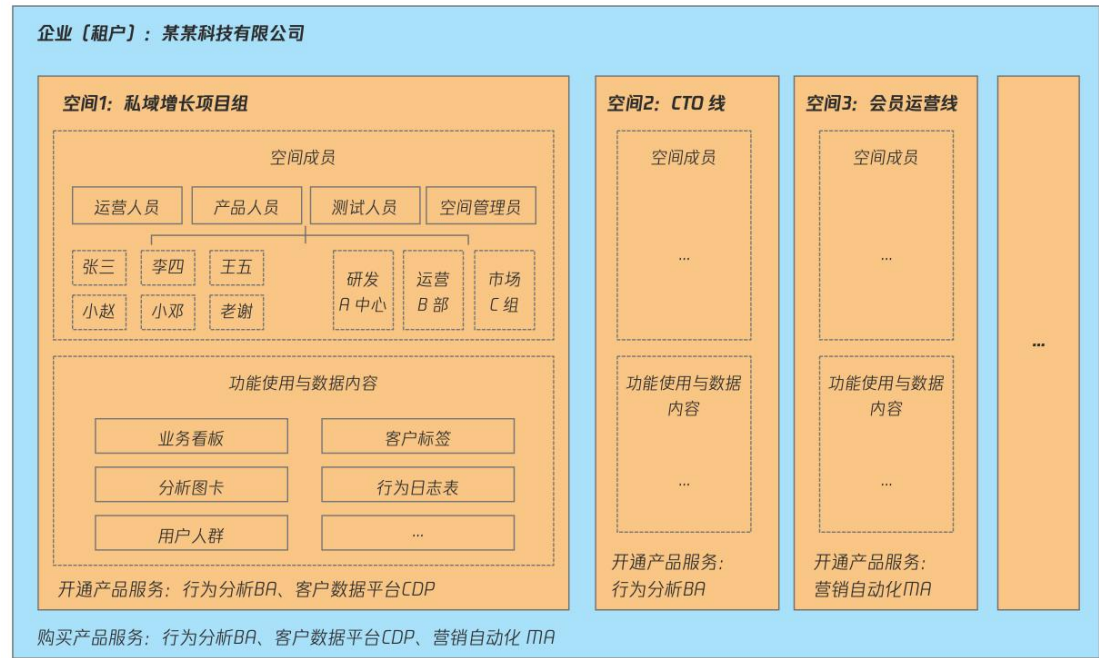 企业（租户）：某某科技有限公司
空间1：私域增长项目组
空间成员
运营人员
产品人员
测试人员
空间管理员
张三
李四
王五
小赵
小邓
老谢
研发
A 中心
运营
B 部
市场
C 组
功能使用与数据内容
业务看板
客户标签
分析图卡
行为日志表
用户人群
...
开通产品服务：行为分析BA、客户数据平台CDP
空间2：CTO 线
空间成员
...
功能使用与数据
内容
...
开通产品服务：
行为分析BA
空间3：会员运营线
空间成员
...
功能使用与数据
内容
...
开通产品服务：
营销自动化MA
...
购买产品服务：行为分析BA、客户数据平台CDP、营销自动化 MA